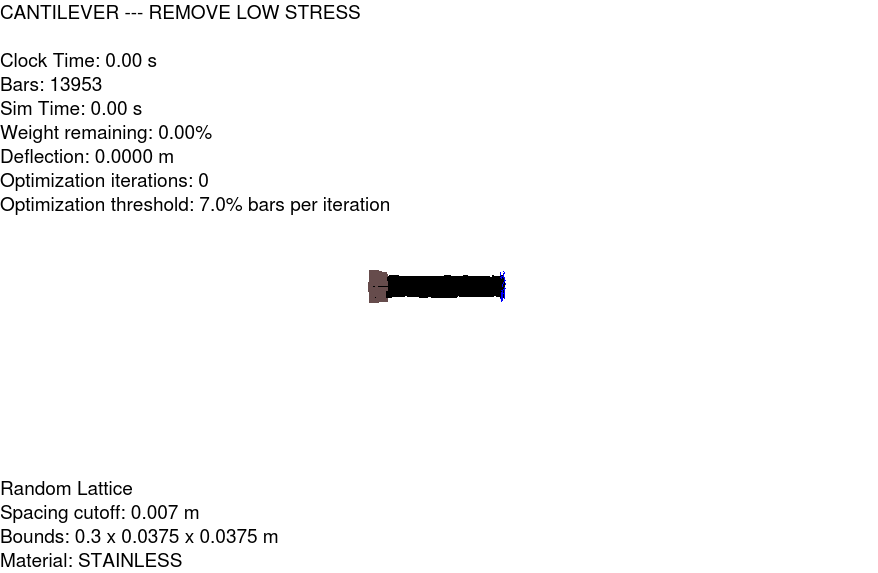 CANTILEVER --- REMOVE LOW STRESS
Clock Time: 0.00 s
Bars: 13953
Sim Time: 0.00 s
Weight remaining: 0.00%
Deflection: 0.0000 m
Optimization iterations: 0
Optimization threshold: 7.0% bars per iteration
Random Lattice
Spacing cutoff: 0.007 m
Bounds: 0.3 x 0.0375 x 0.0375 m
Material: STAINLESS